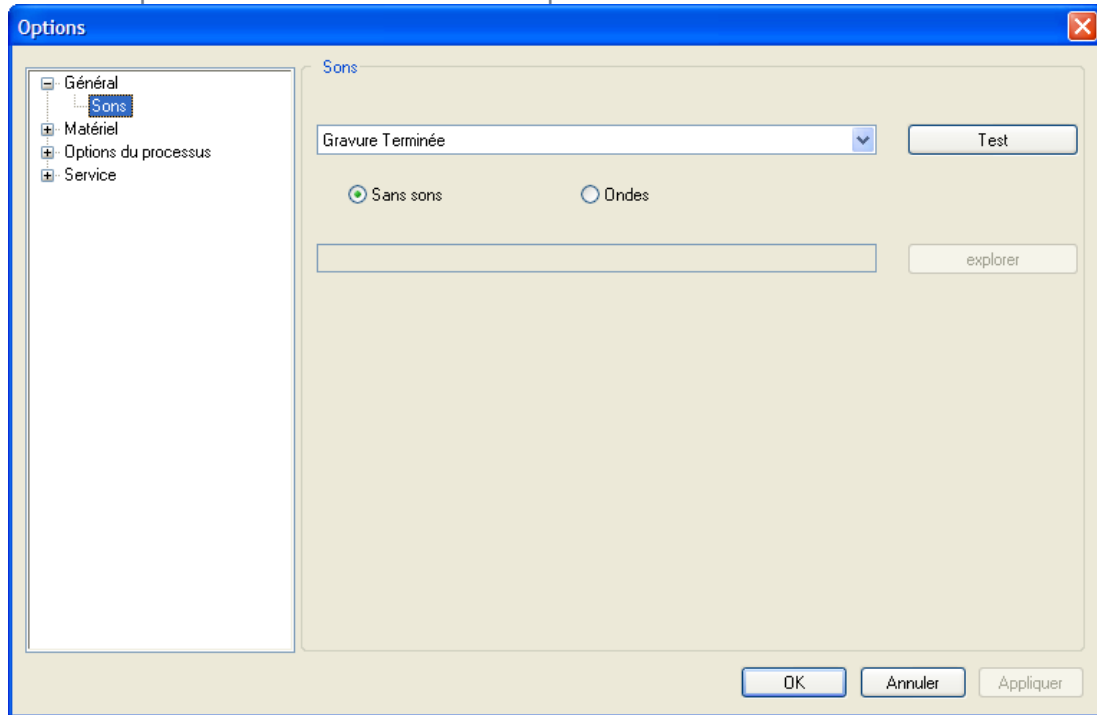 Options
Général
Sons
Matériel
Options du processus
Service
Sons
Gravure Terminée
Test
Sans sons
Ondes
explorer
OK
Annuler
Appliquer